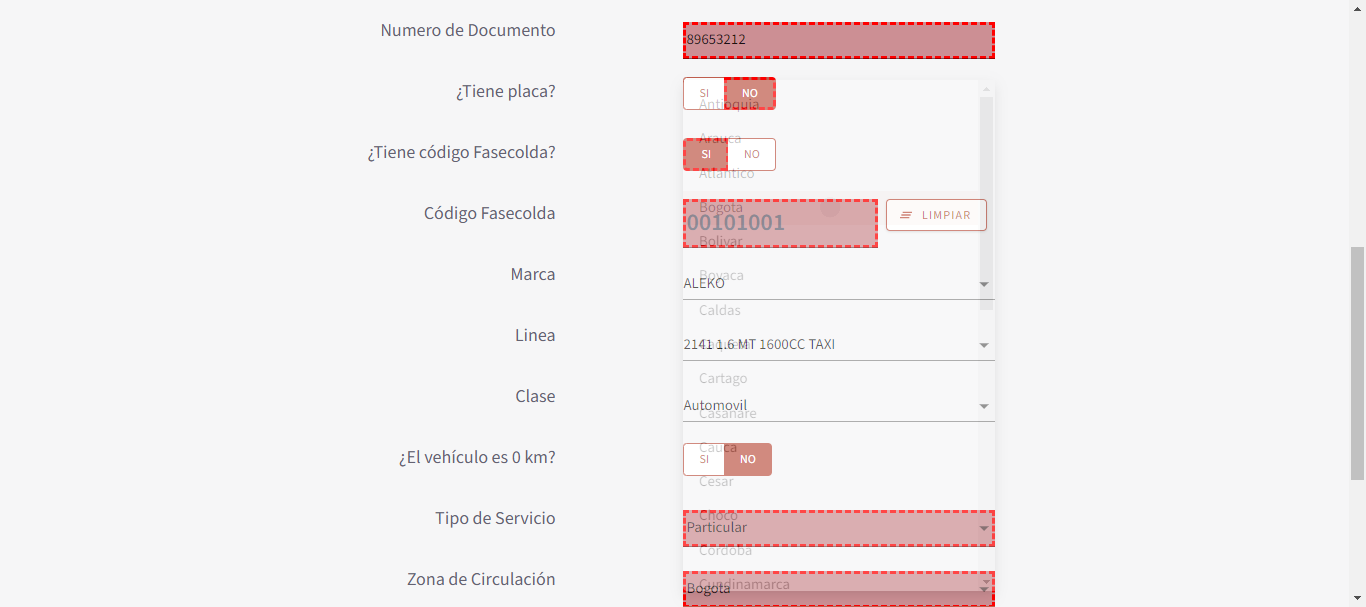 Numero de Documento
89653212
¿Tiene placa?
SI NO
Antioquia
Arauca
¿Tiene código Fasecolda?
SI NO
Atlantico
Código Fasecolda
Bogota
00101001
LIMPIAR
Bolivar
Marca
Boyaca
ALEKO
Caldas
Linea
2141 1.6 MT 1600CC TAXI
Cartago
Clase
Automovil
Casanare
Cauca
¿El vehículo es 0 km?
SI NO
Cesar
Choco
Tipo de Servicio
Particular
Cordoba
Zona de Circulación
Cundinamarca
Bogota